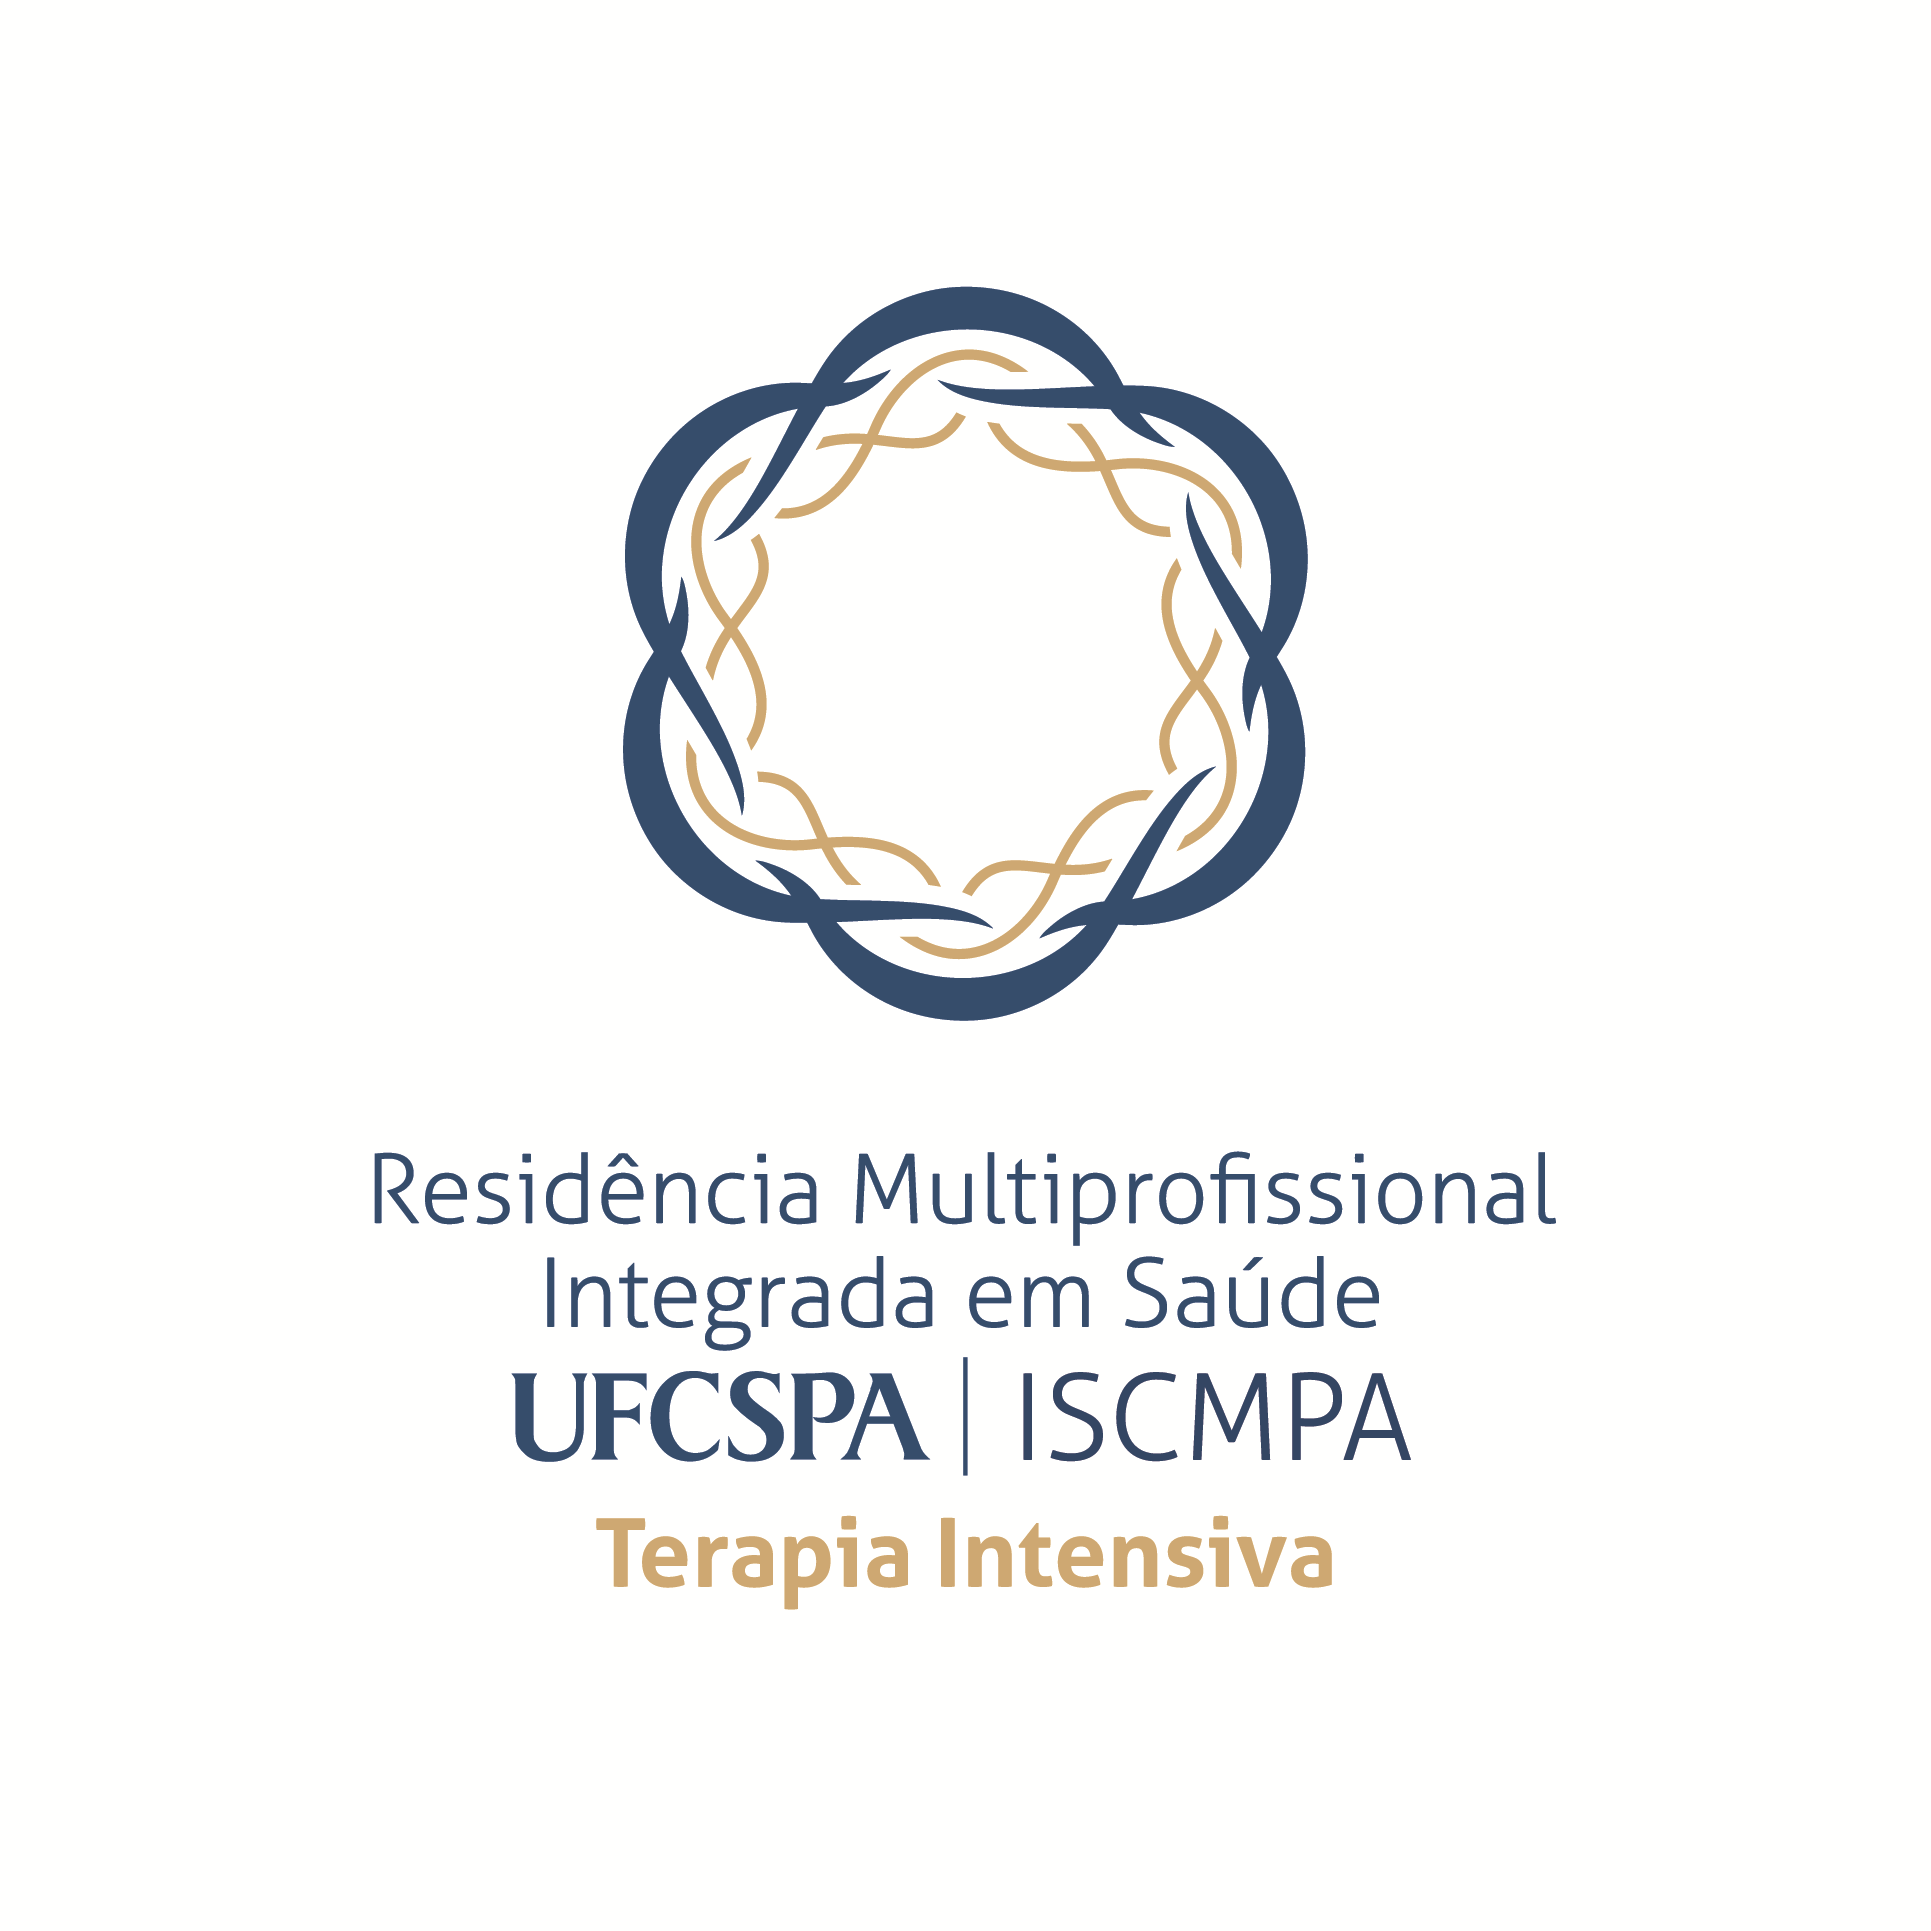 Residência Multiprofissional
Integrada em Saúde
UFCSPA | ISCMPA
Terapia Intensiva